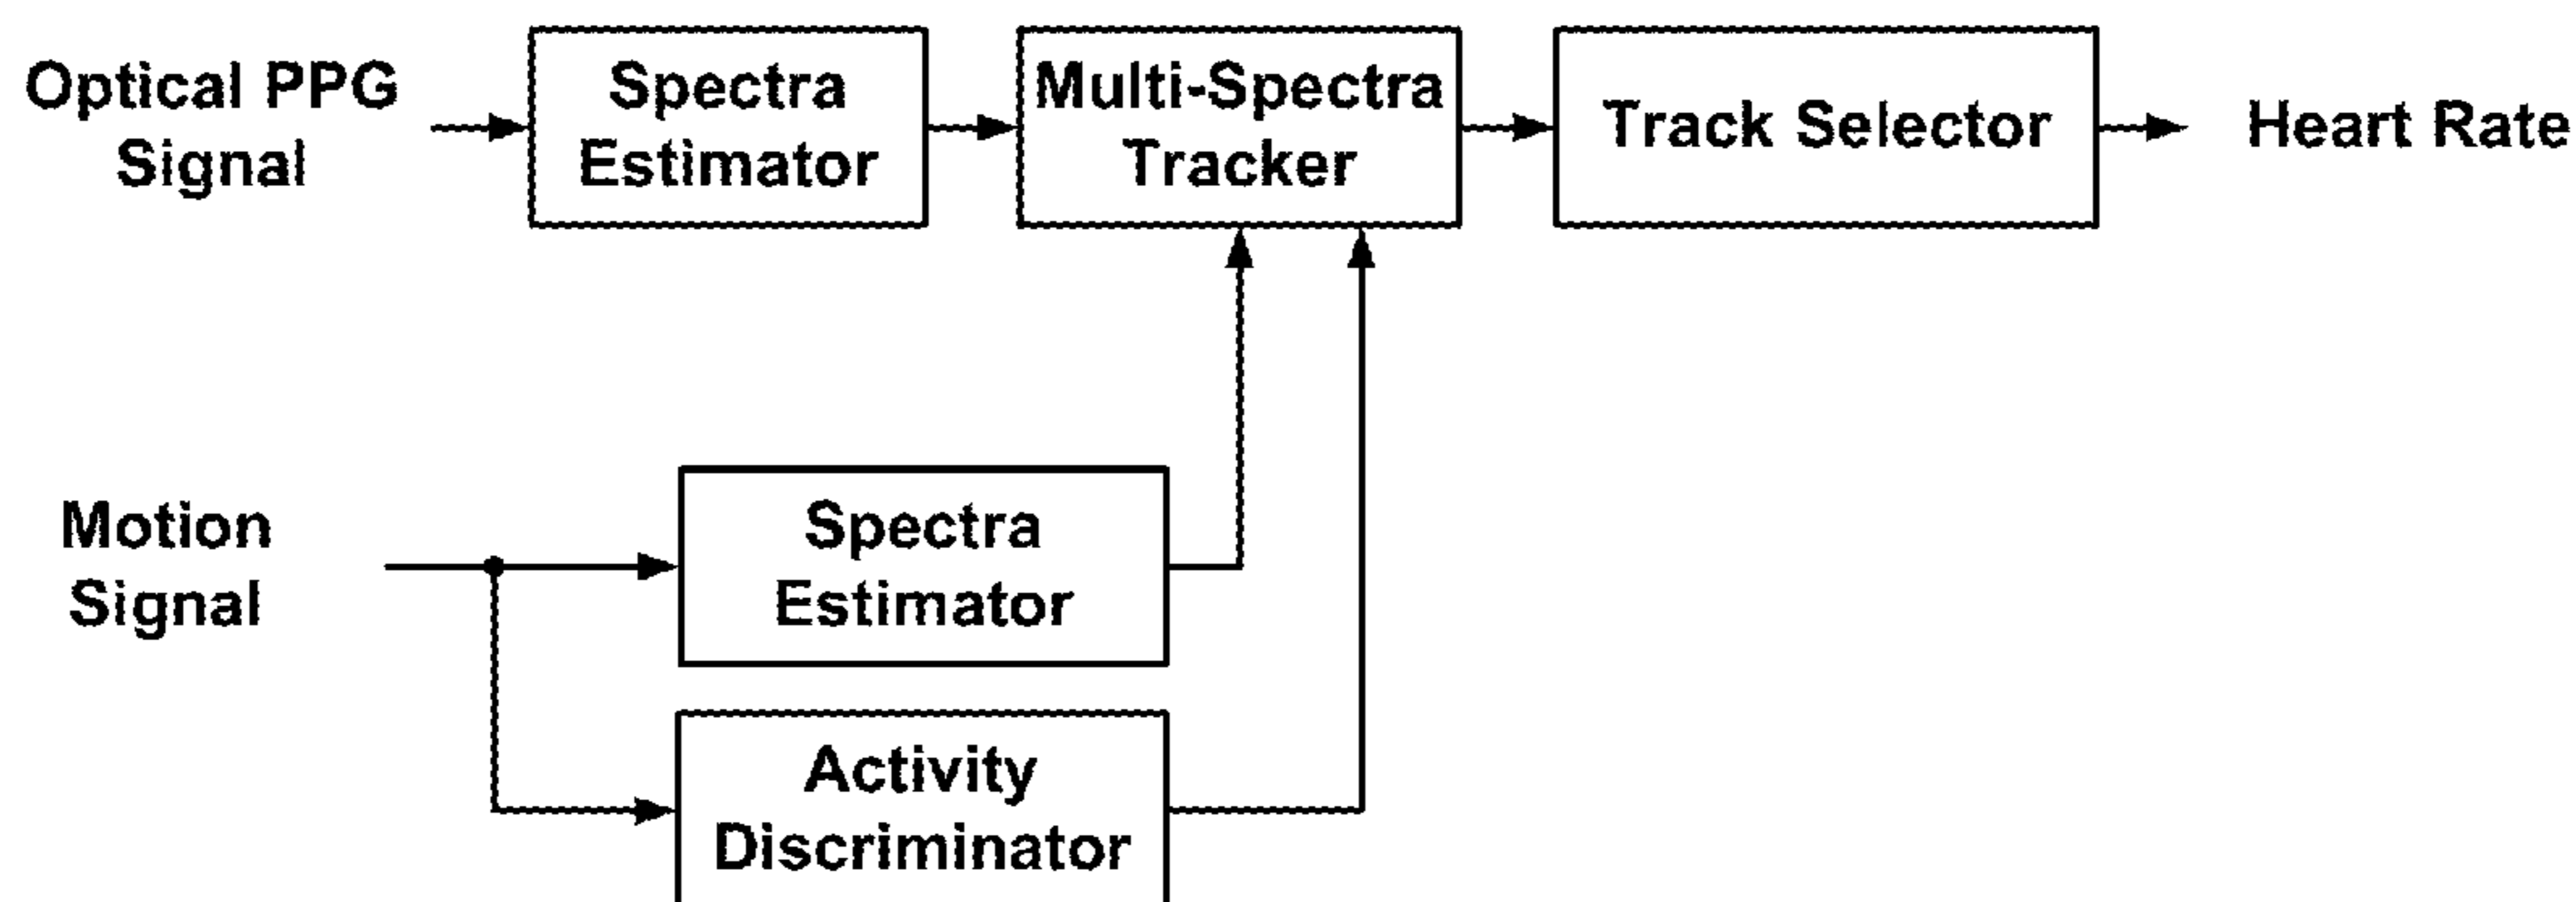 Optical PPG
Signal
Spectra
Estimator
Multi-Spectra
Tracker
Track Selector
Heart Rate
Motion
Signal
Spectra
Estimator
Activity
Discriminator